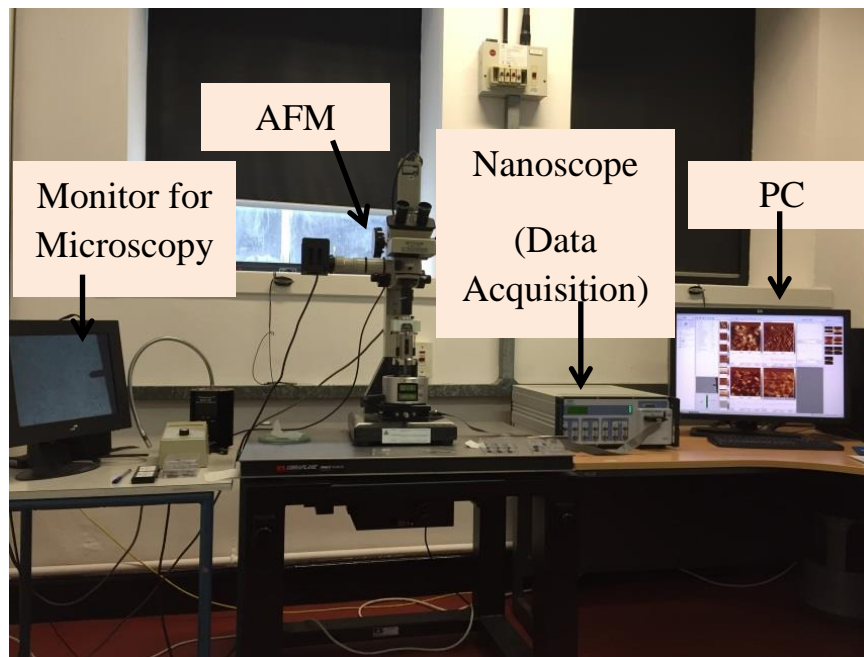 AFM
Monitor for
Microscopy
Nanoscope
(Data
Acquisition)
PC